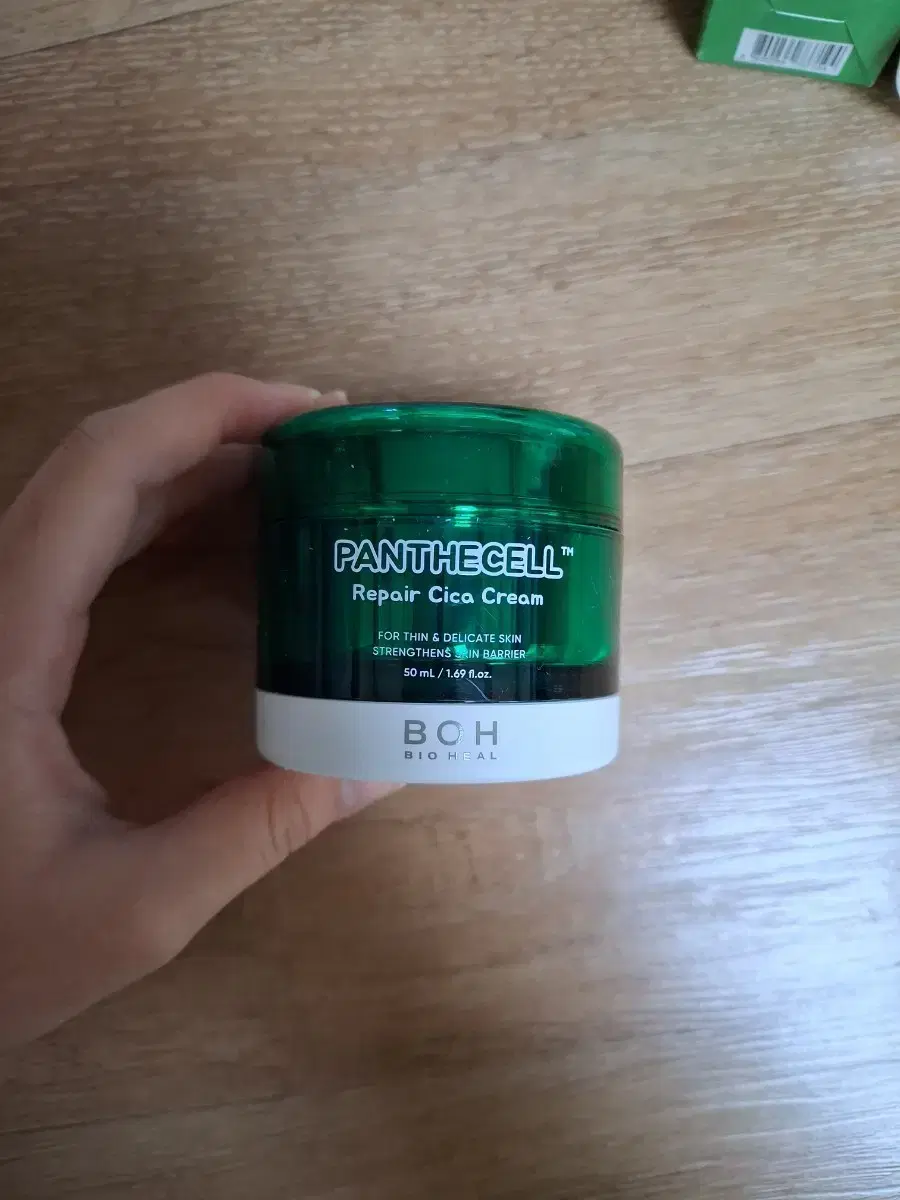 PANTHECELL™
Repair Cica Cream
FOR THIN & DELICATE SKIN
STRENGTHENS SKIN BARRIER
50 mL / 1.69 fl.oz.
BOH
BIO HEAL